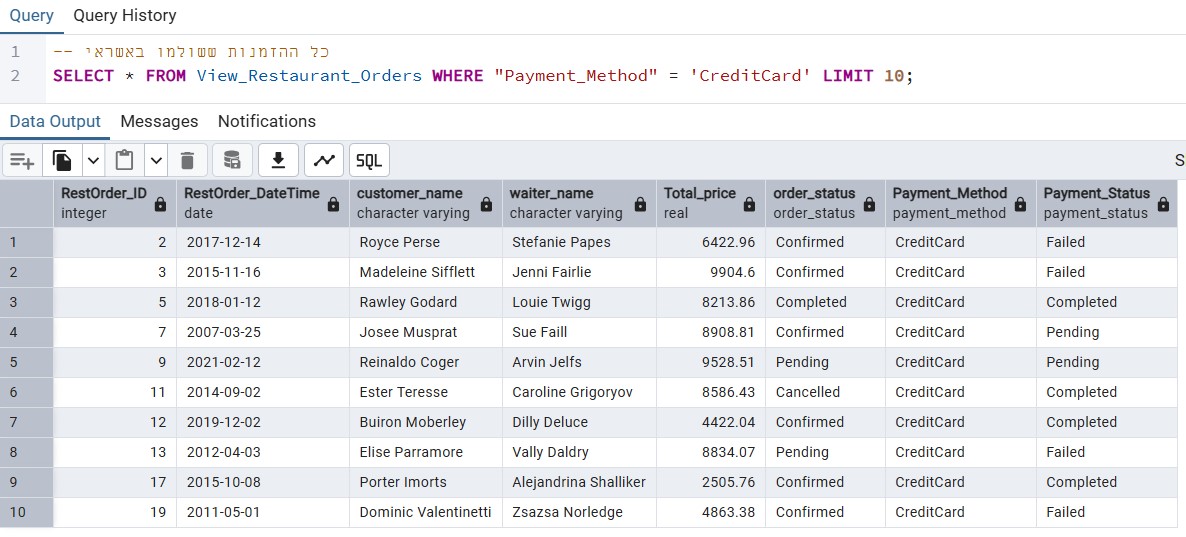 Query Query History
1 -- כל ההזמנות ששולמו באשראי
2 SELECT * FROM View_Restaurant_Orders WHERE "Payment_Method" = 'CreditCard' LIMIT 10;
Data Output Messages Notifications
SQL S
RestOrder_ID RestOrder_DateTime customer_name waiter_name Total_price order_status Payment_Method Payment_Status
integer date character varying character varying real order_status payment_method payment_status
1 2 2017-12-14 Royce Perse Stefanie Papes 6422.96 Confirmed CreditCard Failed
2 3 2015-11-16 Madeleine Sifflett Jenni Fairlie 9904.6 Confirmed CreditCard Failed
3 5 2018-01-12 Rawley Godard Louie Twigg 8213.86 Completed CreditCard Completed
4 7 2007-03-25 Josee Musprat Sue Faill 8908.81 Confirmed CreditCard Pending
5 9 2021-02-12 Reinaldo Coger Arvin Jelfs 9528.51 Pending CreditCard Pending
6 11 2014-09-02 Ester Teresse Caroline Grigoryov 8586.43 Cancelled CreditCard Completed
7 12 2019-12-02 Buiron Moberley Dilly Deluce 4422.04 Confirmed CreditCard Completed
8 13 2012-04-03 Elise Parramore Vally Daldry 8834.07 Pending CreditCard Failed
9 17 2015-10-08 Porter Imorts Alejandrina Shalliker 2505.76 Confirmed CreditCard Completed
10 19 2011-05-01 Dominic Valentinetti Zsazsa Norledge 4863.38 Confirmed CreditCard Failed